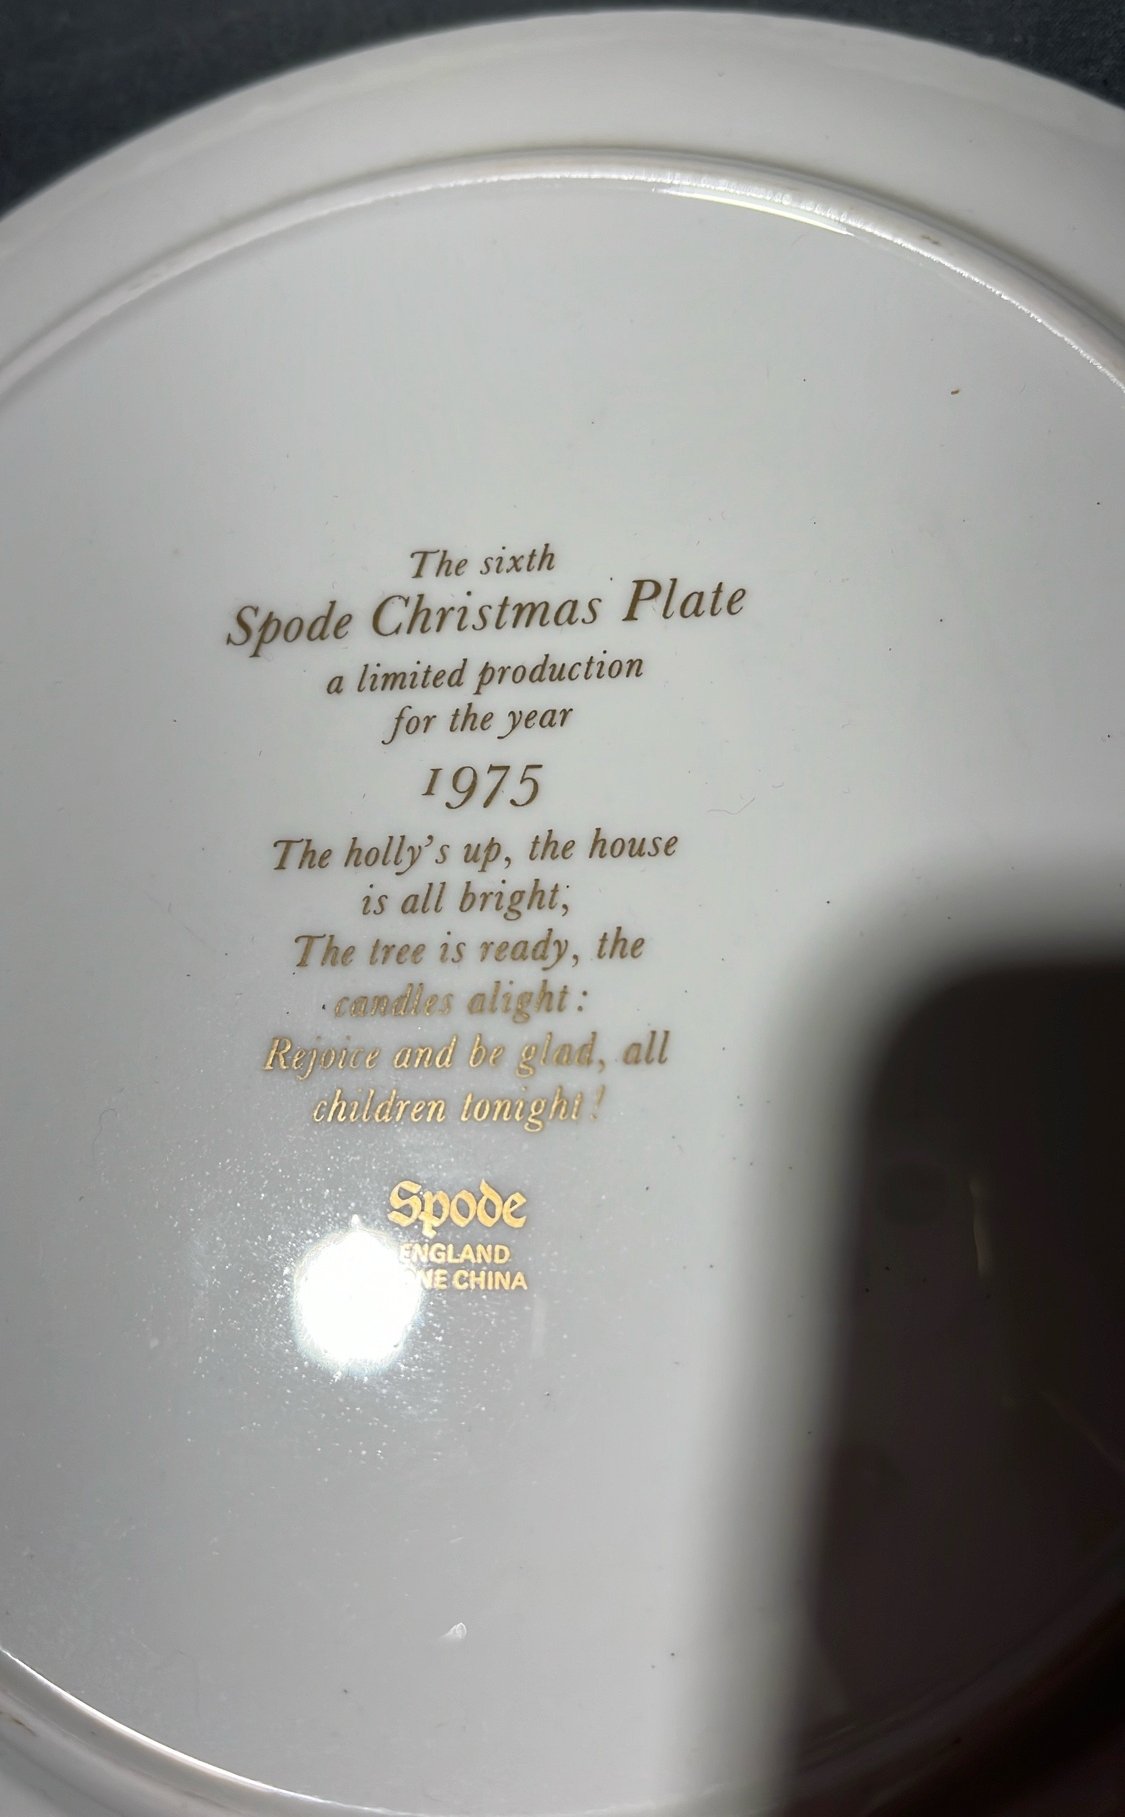 The sixth
Spode Christmas Plate
a limited production
for the year
1975
The holly's up, the house
is all bright;
The tree is ready, the
candles alight:
Rejoice and be glad, all
children tonight!
Spode
ENGLAND
CHINA